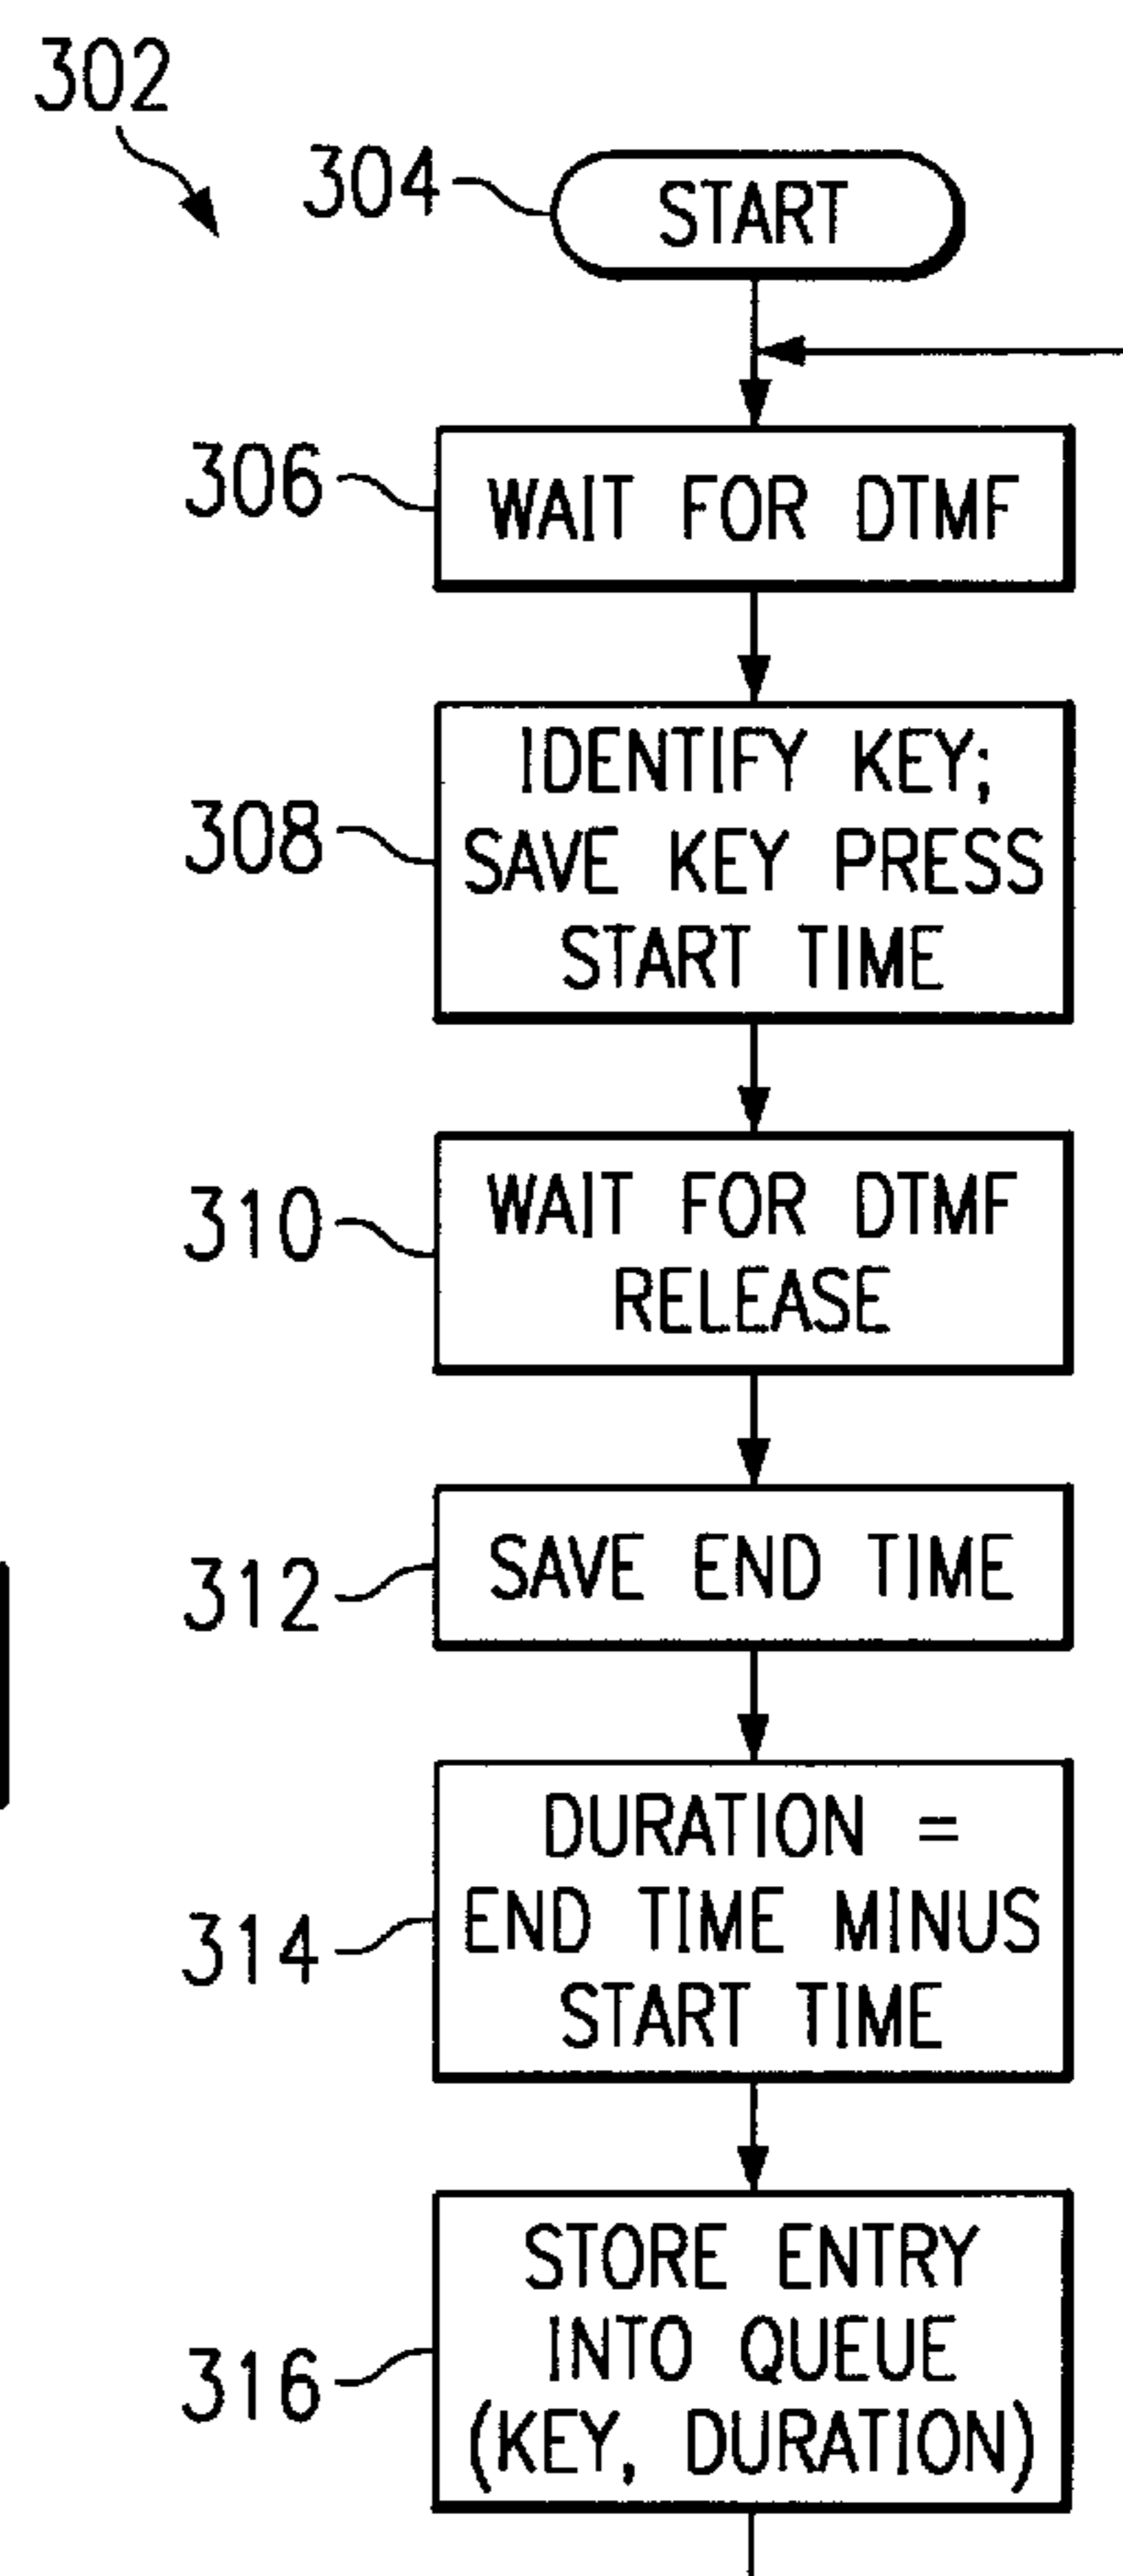 302
304
START
306
WAIT FOR DTMF
308
IDENTIFY KEY;
SAVE KEY PRESS
START TIME
310
WAIT FOR DTMF
RELEASE
312
SAVE END TIME
314
DURATION =
END TIME MINUS
START TIME
316
STORE ENTRY
INTO QUEUE
(KEY, DURATION)